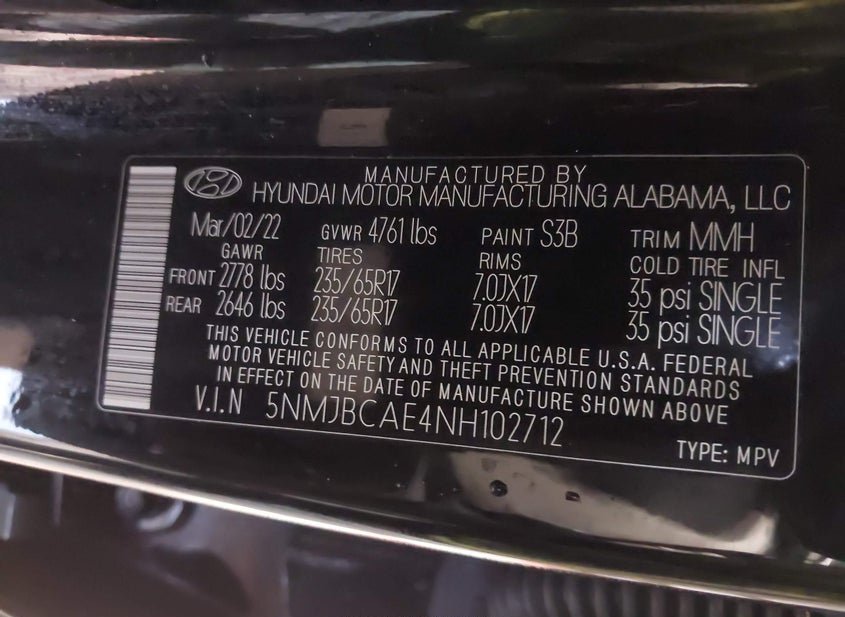 MANUFACTURED BY
HYUNDAI MOTOR MANUFACTURING ALABAMA, LLC
Mar/02/22 GVWR 4761 lbs PAINT S3B TRIM MMH
GAWR TIRES RIMS COLD TIRE INFL
FRONT 2778 lbs 235/65R17 7.0JX17 35 psi SINGLE
REAR 2646 lbs 235/65R17 7.0JX17 35 psi SINGLE
THIS VEHICLE CONFORMS TO ALL APPLICABLE U.S.A. FEDERAL
MOTOR VEHICLE SAFETY AND THEFT PREVENTION STANDARDS
IN EFFECT ON THE DATE OF MANUFACTURE SHOWN ABOVE
V.I.N 5NMJBCAE4NH102712
TYPE: MPV